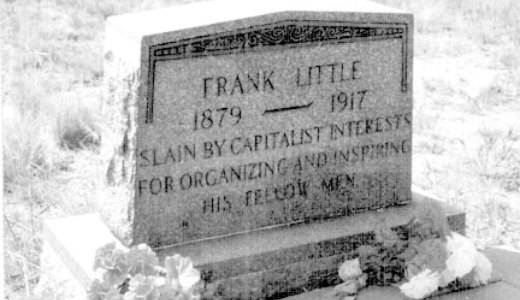 FRANK LITTLE
1879 — 1917
SLAIN BY CAPITALIST INTERESTS
FOR ORGANIZING AND INSPIRING
HIS FELLOW MEN